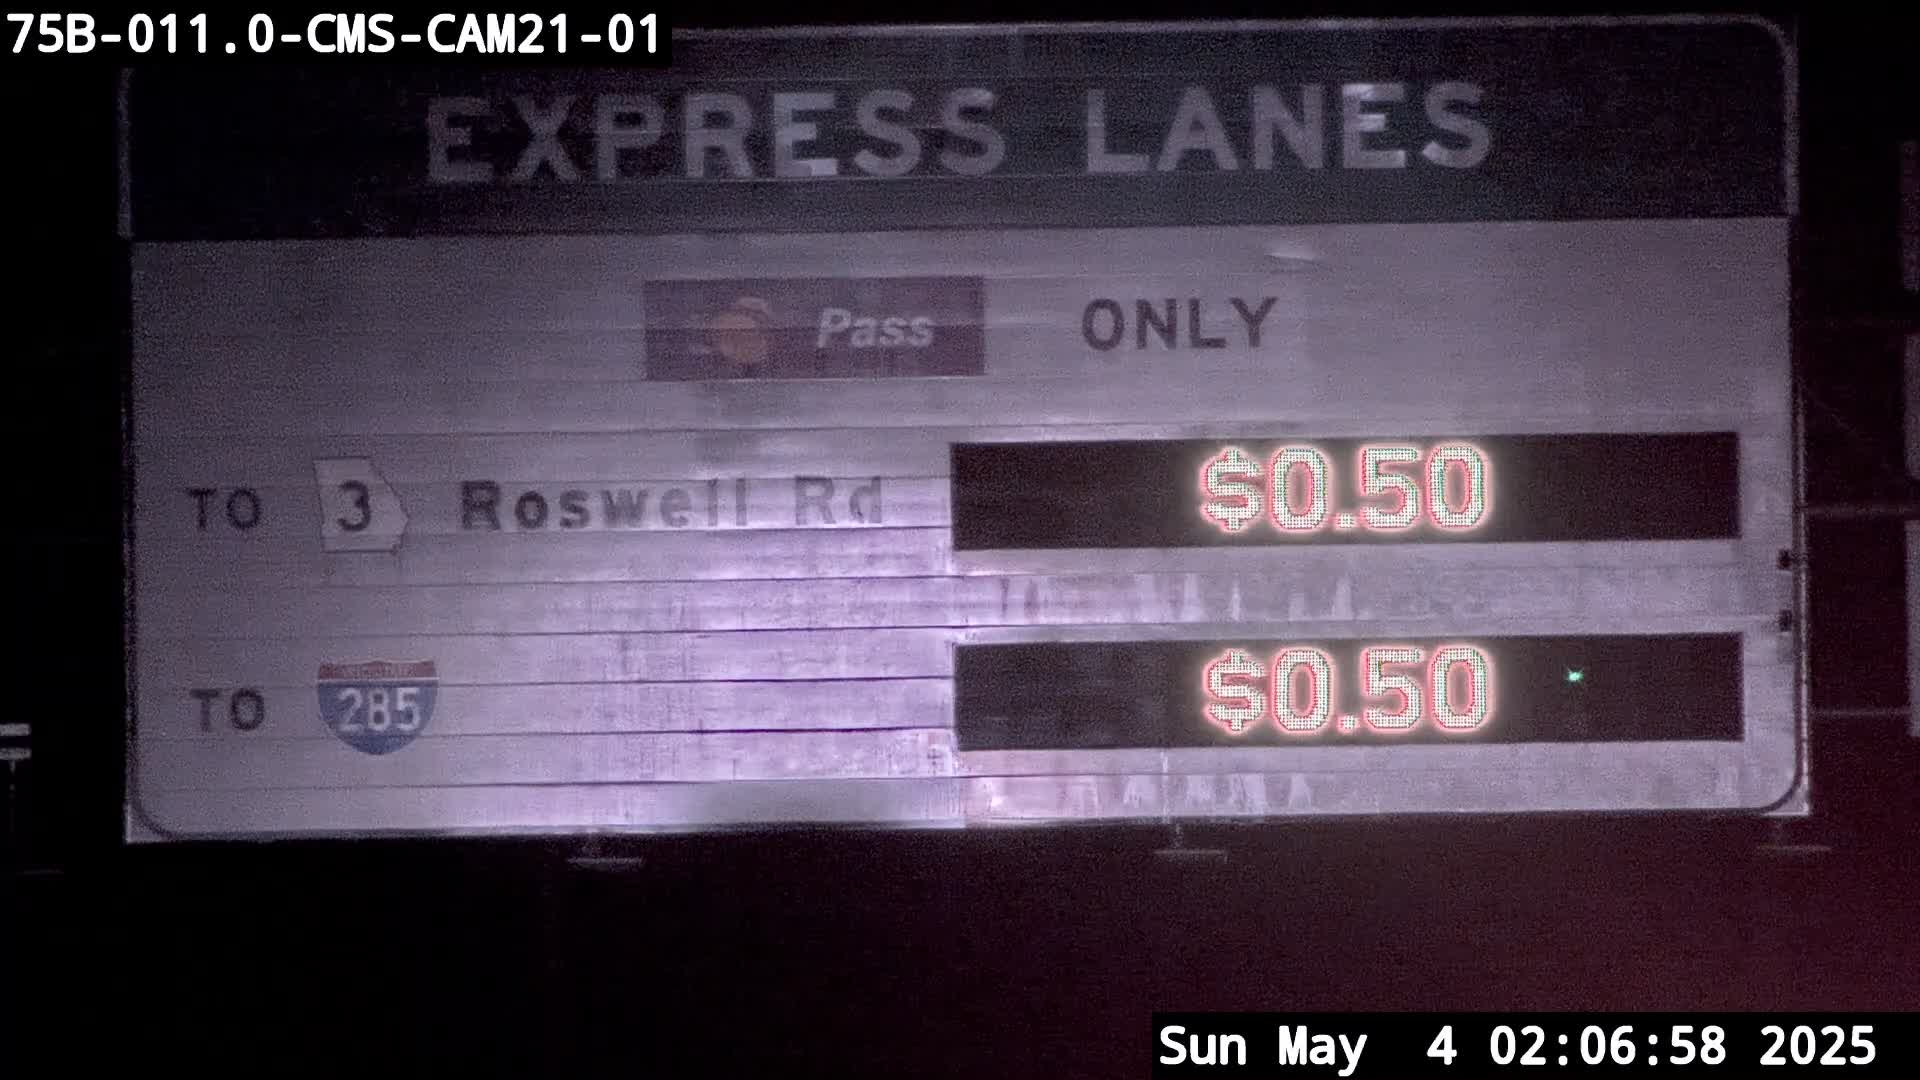 75B-011.0-CMS-CAM21-01
EXPRESS LANES
Pass ONLY
TO 3 Roswell Rd $0.50
TO 285 $0.50
Sun May 4 02:06:58 2025